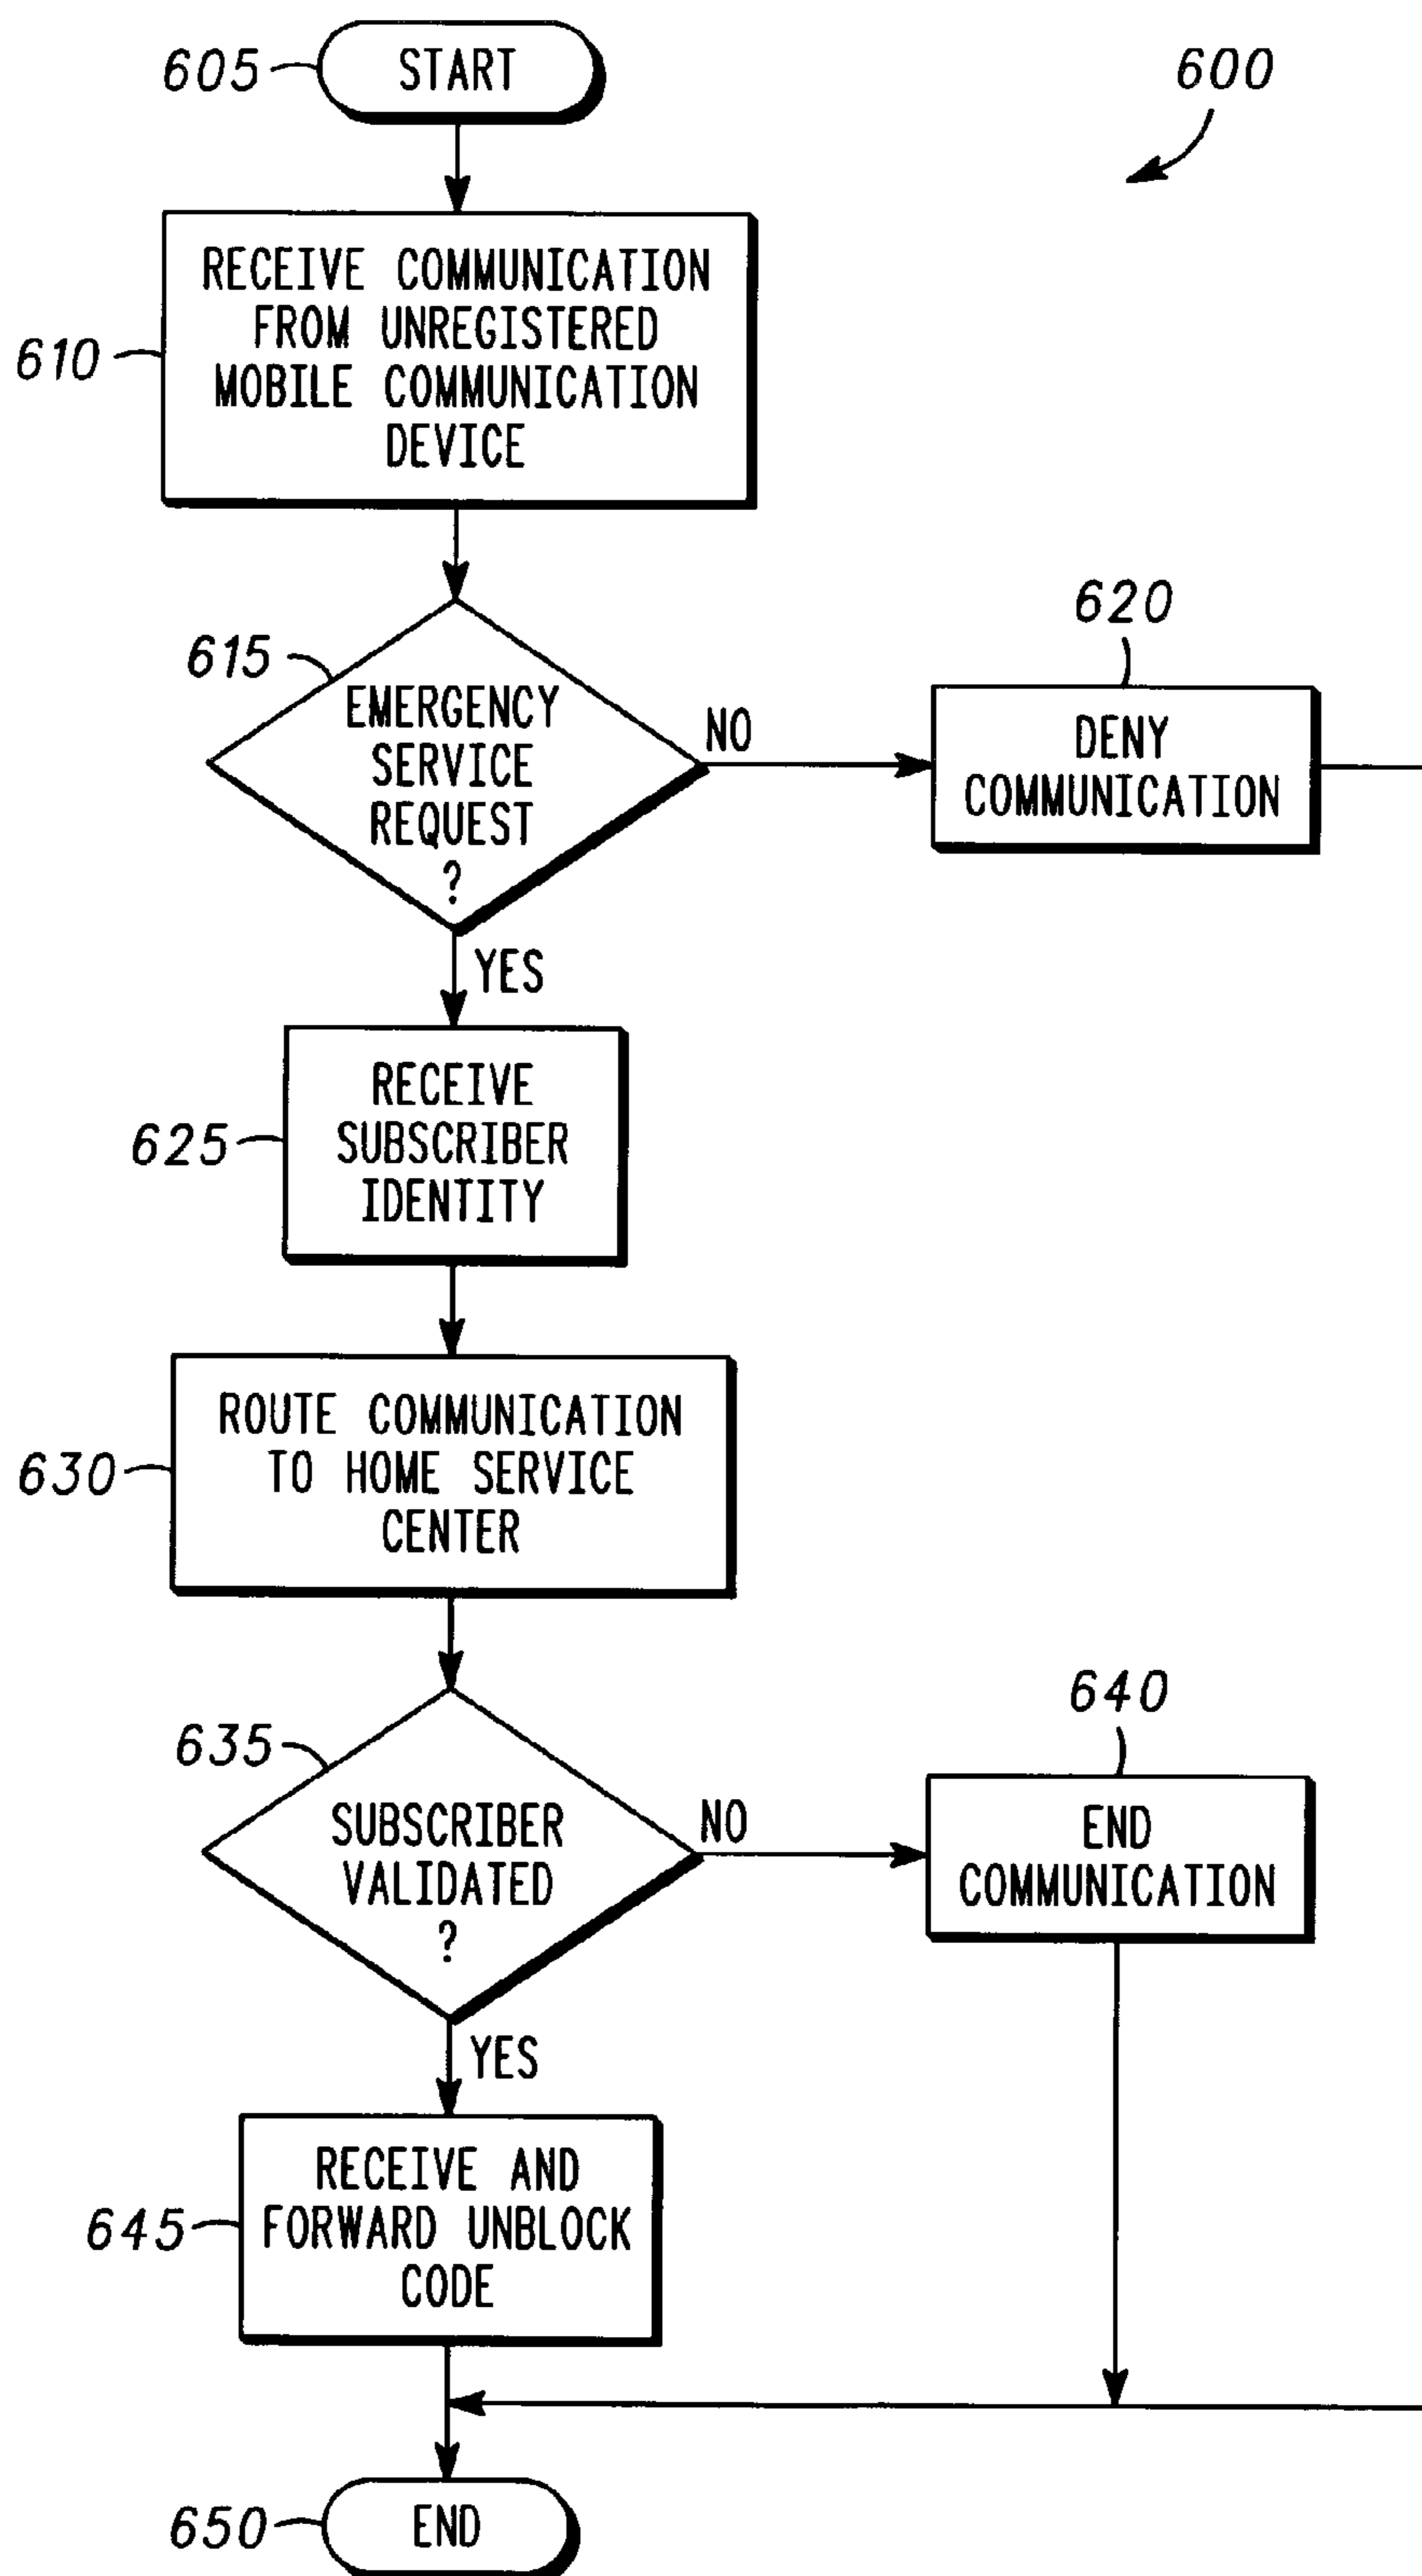 605
START
600
610
RECEIVE COMMUNICATION
FROM UNREGISTERED
MOBILE COMMUNICATION
DEVICE
615
EMERGENCY
SERVICE
REQUEST
?
NO
620
DENY
COMMUNICATION
YES
625
RECEIVE
SUBSCRIBER
IDENTITY
630
ROUTE COMMUNICATION
TO HOME SERVICE
CENTER
635
SUBSCRIBER
VALIDATED
?
NO
640
END
COMMUNICATION
YES
645
RECEIVE AND
FORWARD UNBLOCK
CODE
650
END